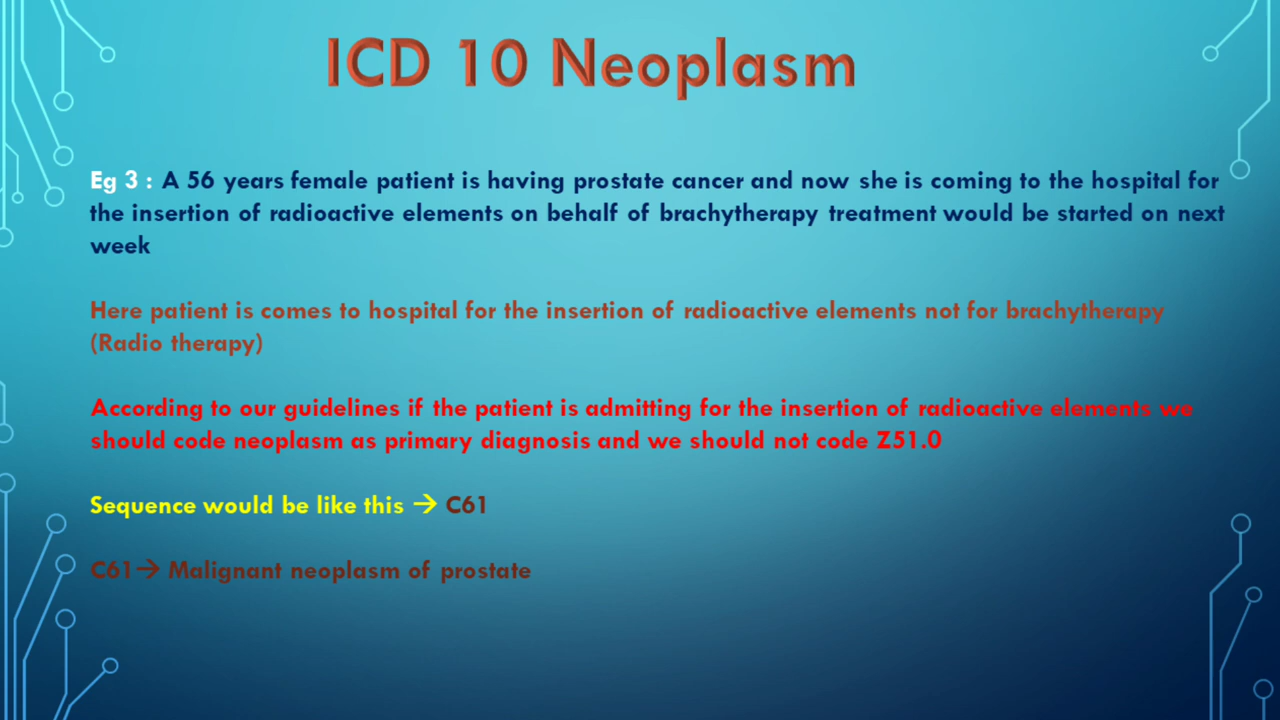 ICD 10 Neoplasm
Eg 3 : A 56 years female patient is having prostate cancer and now she is coming to the hospital for
the insertion of radioactive elements on behalf of brachytherapy treatment would be started on next
week
Here patient is comes to hospital for the insertion of radioactive elements not for brachytherapy
(Radio therapy)
According to our guidelines if the patient is admitting for the insertion of radioactive elements we
should code neoplasm as primary diagnosis and we should not code Z51.0
Sequence would be like this → C61
C61→ Malignant neoplasm of prostate